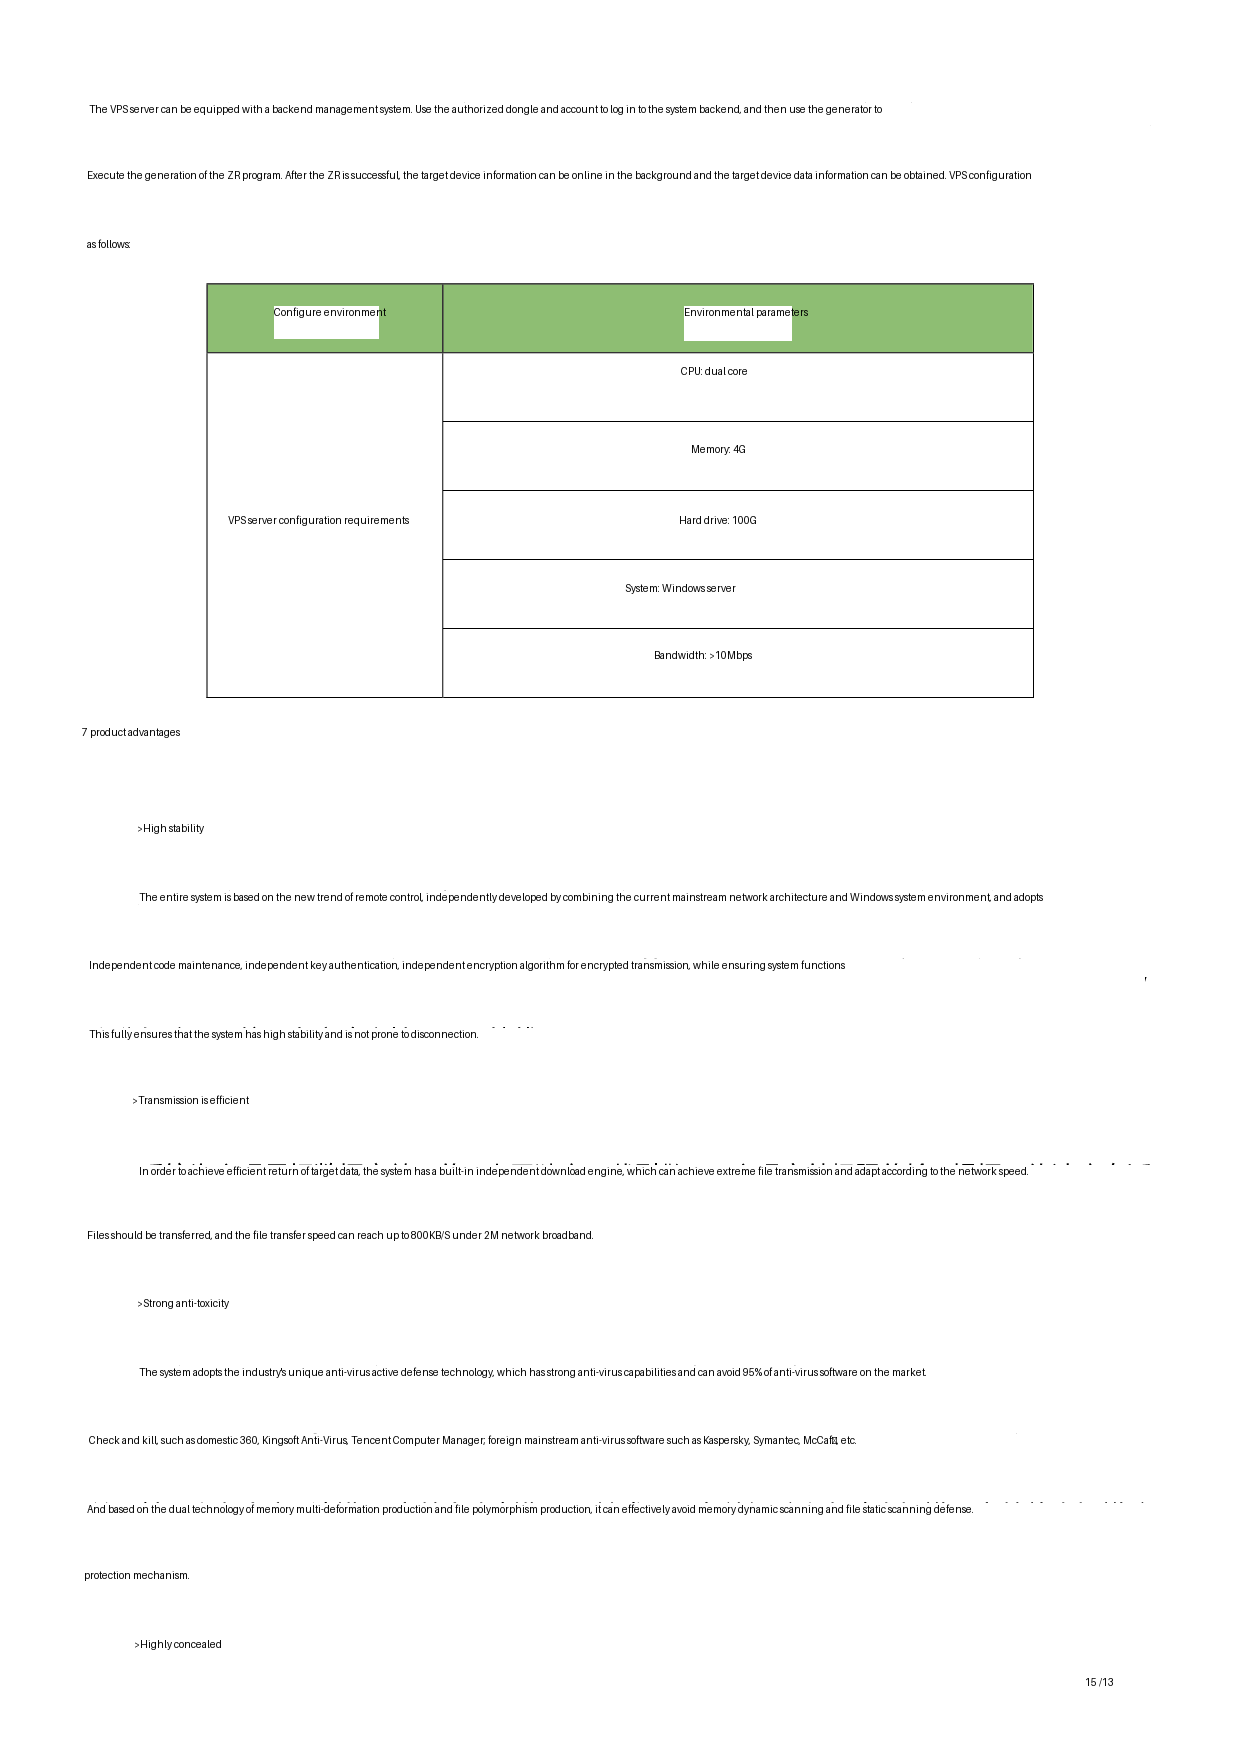 The VPS server can be equipped with a backend management system. Use the authorized dongle and account to log in to the system backend, and then use the generator to
Execute the generation of the ZR program. After the ZR is successful, the target device information can be online in the background and the target device data information can be obtained. VPS configuration
as follows:
Configure environment
Environmental parameters
CPU: dual core
Memory: 4G
VPS server configuration requirements
Hard drive: 100G
System: Windows server
Bandwidth: >10Mbps
7 product advantages
>High stability
The entire system is based on the new trend of remote control, independently developed by combining the current mainstream network architecture and Windows system environment, and adopts
Independent code maintenance, independent key authentication, independent encryption algorithm for encrypted transmission, while ensuring system functions
This fully ensures that the system has high stability and is not prone to disconnection.
>Transmission is efficient
In order to achieve efficient return of target data, the system has a built-in independent download engine, which can achieve extreme file transmission and adapt according to the network speed.
Files should be transferred, and the file transfer speed can reach up to 800KB/S under 2M network broadband.
>Strong anti-toxicity
The system adopts the industry's unique anti-virus active defense technology, which has strong anti-virus capabilities and can avoid 95% of anti-virus software on the market.
Check and kill, such as domestic 360, Kingsoft Anti-Virus, Tencent Computer Manager; foreign mainstream anti-virus software such as Kaspersky, Symantec, etc.
And based on the dual technology of memory multi-deformation production and file polymorphism production, it can effectively avoid memory dynamic scanning and file static scanning defense.
protection mechanism.
>Highly concealed
15 /13